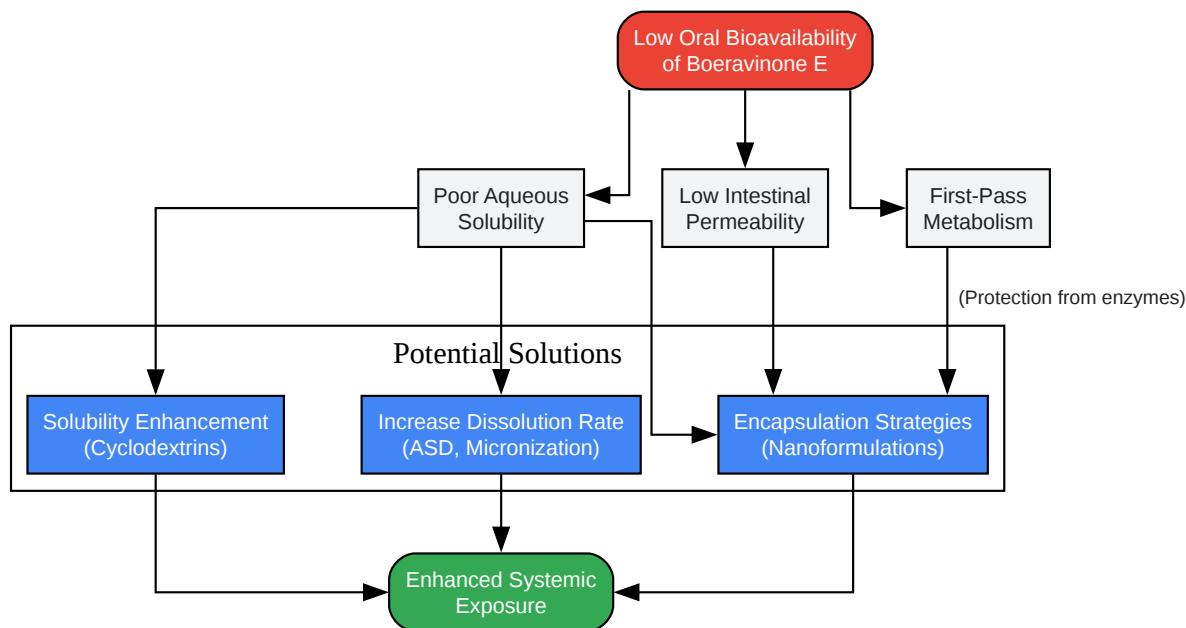 Low Oral Bioavailability
of Boeravinone E
Poor Aqueous
Solubility
Low Intestinal
Permeability
First-Pass
Metabolism
(Protection from enzymes)
Potential Solutions
Solubility Enhancement
(Cyclodextrins)
Increase Dissolution Rate
(ASD, Micronization)
Encapsulation Strategies
(Nanoformulations)
Enhanced Systemic
Exposure